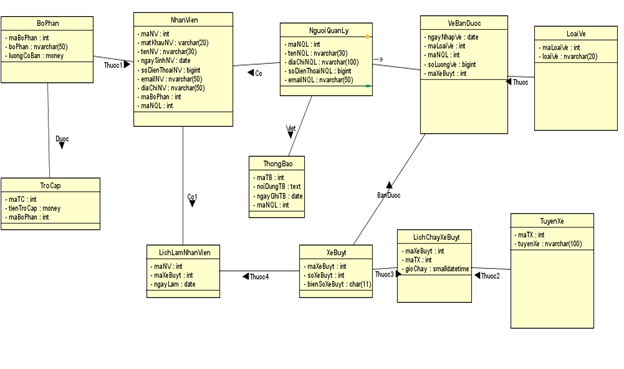 BoPhan
- maBoPhan : int
- boPhan : nvarchar(50)
- luongCoBan : money
Thuoc1
NhanVien
- maNV : int
- matKhauNV : varchar(20)
- tenNV : nvarchar(30)
- ngaySinhNV : date
- soDienThoaiNV : bigint
- emailNV : nvarchar(50)
- diaChiNV : nvarchar(50)
- maBoPhan : int
- maNQL : int
Co
NguoiQuanLy
- maNQL : int
- tenNQL : nvarchar(30)
- diaChiNQL : nvarchar(100)
- soDienThoaiNQL : bigint
- emailNQL : nvarchar(50)
VeBanDuoc
- ngayNhapVe : date
- maLoaiVe : int
- maNQL : int
- soLuongVe : bigint
- maXeBuyt : int
Thuoc
LoaiVe
- maLoaiVe : int
- loaiVe : nvarchar(20)
Duoc
Viet
TroCap
- maTC : int
- tienTroCap : money
- maBoPhan : int
Co1
ThongBao
- maTB : int
- noiDungTB : text
- ngayGhiTB : date
- maNQL : int
BanDuoc
LichLamNhanVien
- maNV : int
- maXeBuyt : int
- ngayLam : date
Thuoc4
XeBuyt
- maXeBuyt : int
- soXeBuyt : int
- bienSoXeBuyt : char(11)
Thuoc3
LichChayXeBuyt
- maXeBuyt : int
- maTX : int
- gioChay : smalldatetime
Thuoc2
TuyenXe
- maTX : int
- tuyenXe : nvarchar(100)